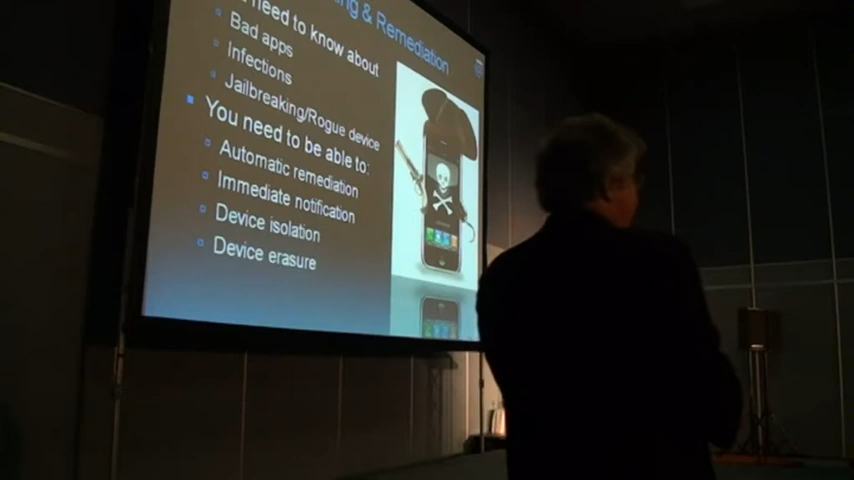 & Remediation
need to know about
Bad apps
Infections
Jailbreaking/Rogue device
You need to be able to:
Automatic remediation
Immediate notification
Device isolation
Device erasure